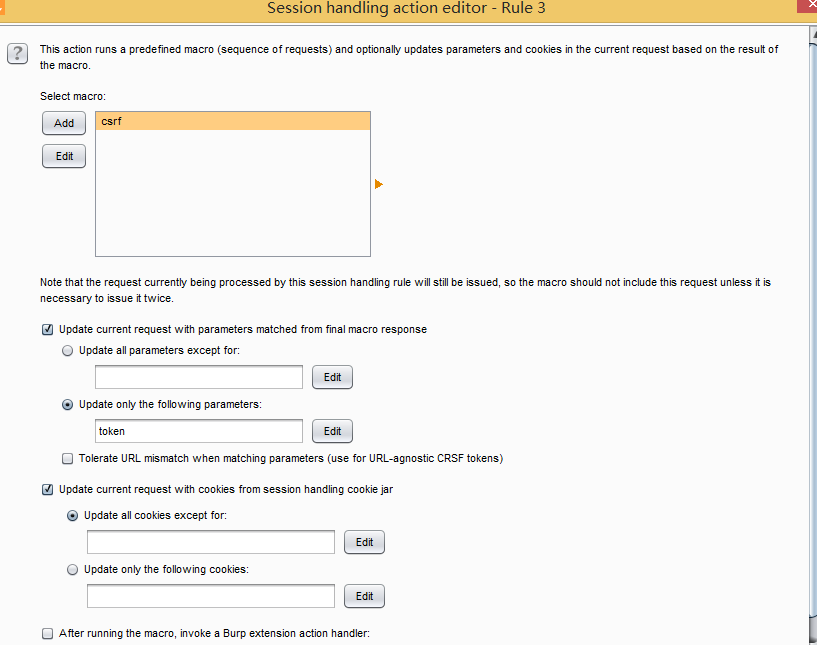 Session handling action editor - Rule 3
?
This action runs a predefined macro (sequence of requests) and optionally updates parameters and cookies in the current request based on the result of
the macro.
Select macro:
Add
csrf
Edit
Note that the request currently being processed by this session handling rule will still be issued, so the macro should not include this request unless it is
necessary to issue it twice.
Update current request with parameters matched from final macro response
Update all parameters except for:
Edit
Update only the following parameters:
token
Edit
Tolerate URL mismatch when matching parameters (use for URL-agnostic CRSF tokens)
Update current request with cookies from session handling cookie jar
Update all cookies except for:
Edit
Update only the following cookies:
Edit
After running the macro, invoke a Burp extension action handler: